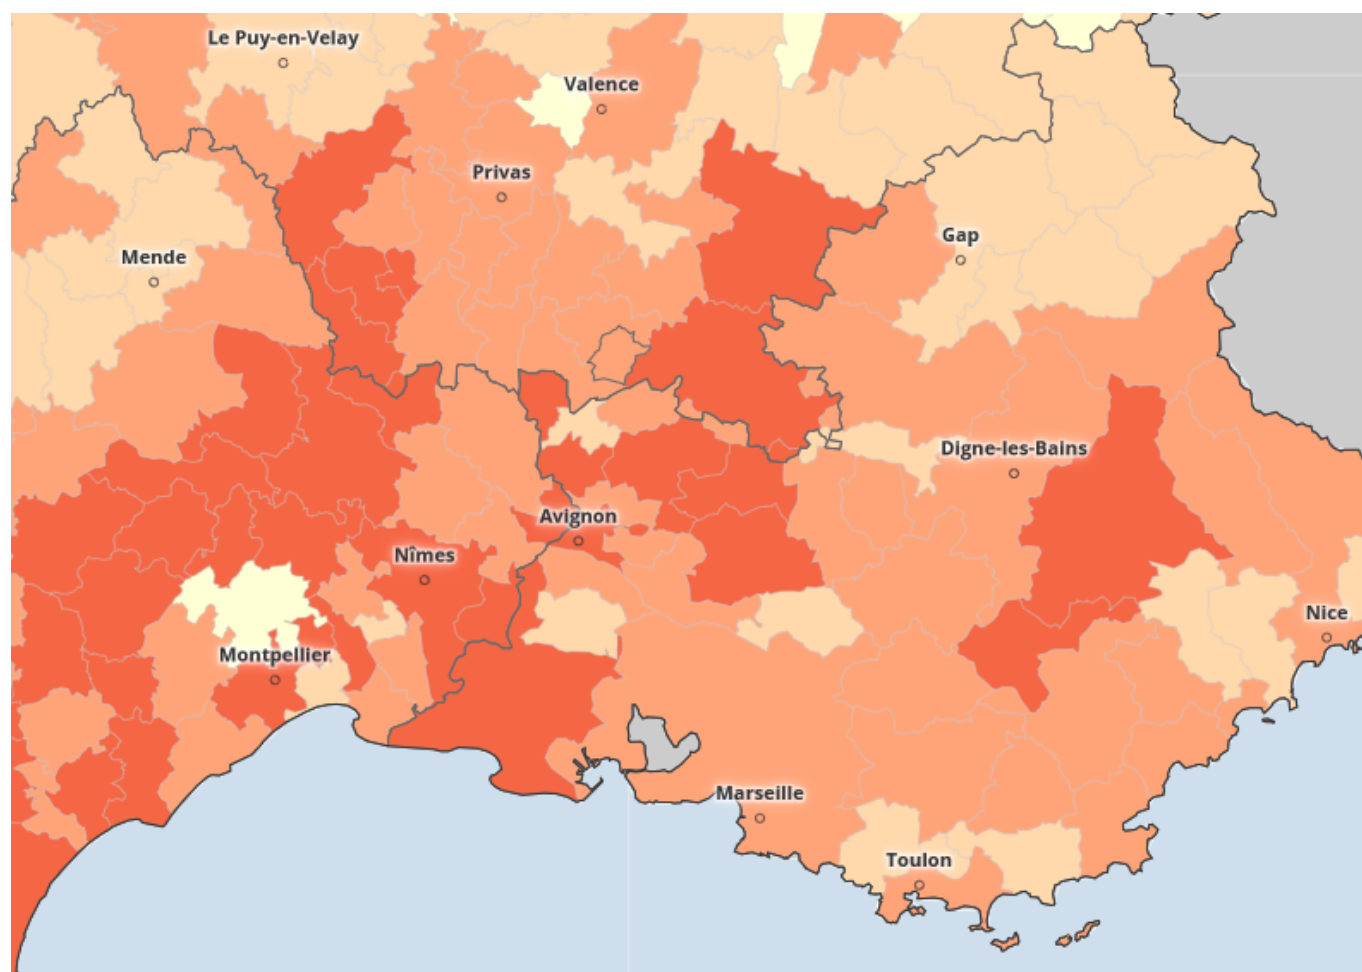 Le Puy-en-Velay
Valence
Privas
Gap
Mende
Digne-les-Bains
Avignon
Nîmes
Nice
Montpellier
Marseille
Toulon